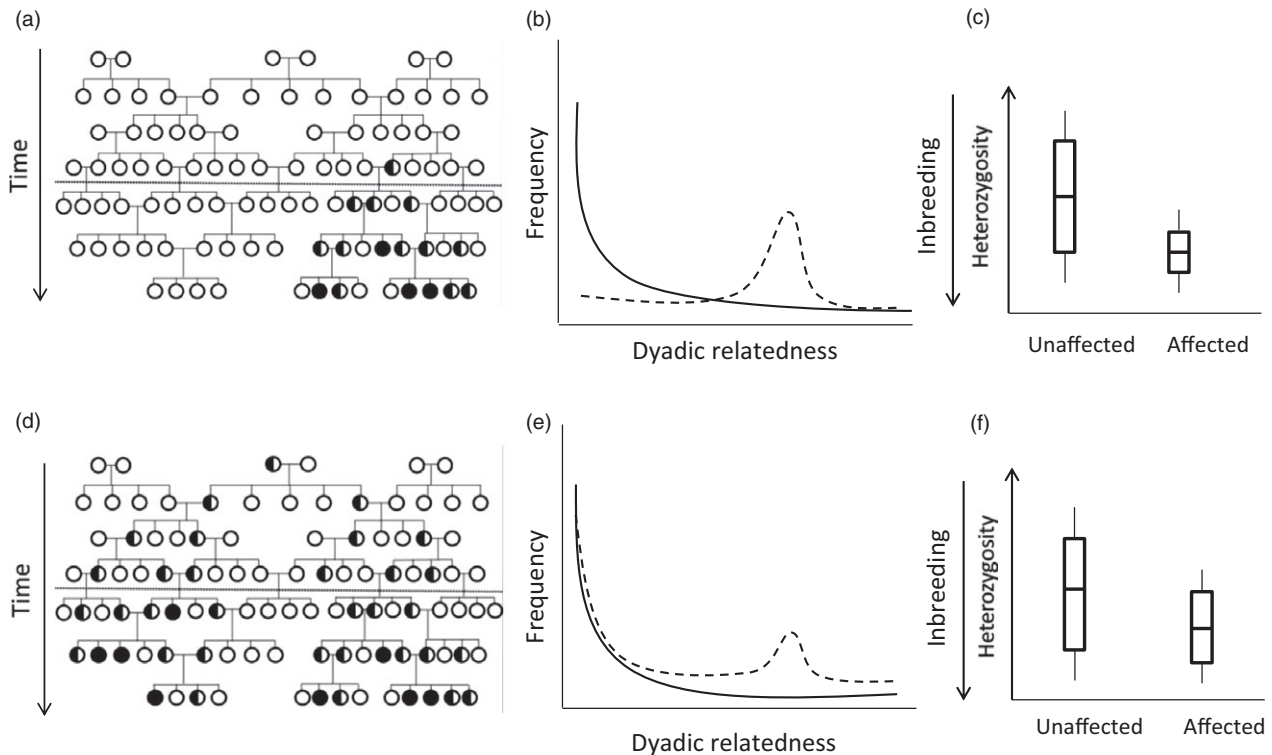 (a)
Time
(b)
Frequency
Dyadic relatedness
(c)
Inbreeding
Heterozygosity
Unaffected
Affected
(d)
Time
(e)
Frequency
Dyadic relatedness
(f)
Inbreeding
Heterozygosity
Unaffected
Affected